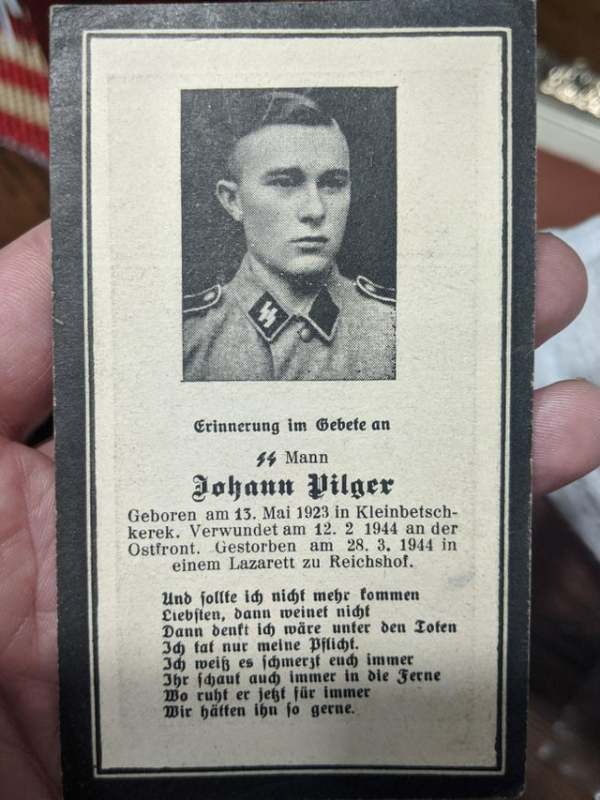 Erinnerung im Gebete an
ᛋᛋ Mann
Johann Pilger
Geboren am 13. Mai 1923 in Kleinbetsch-
kerek. Verwundet am 12. 2 1944 an der
Ostfront. Gestorben am 28. 3. 1944 in
einem Lazarett zu Reichshof.
Und sollte ich nicht mehr kommen
Liebsten, dann weinet nicht
Dann denkt ich wäre unter den Toten
Ich tat nur meine Pflicht.
Ich weiß es schmerzt euch immer
Ihr schaut auch immer in die Ferne
Wo ruht er jetzt für immer
Wir hätten ihn so gerne.